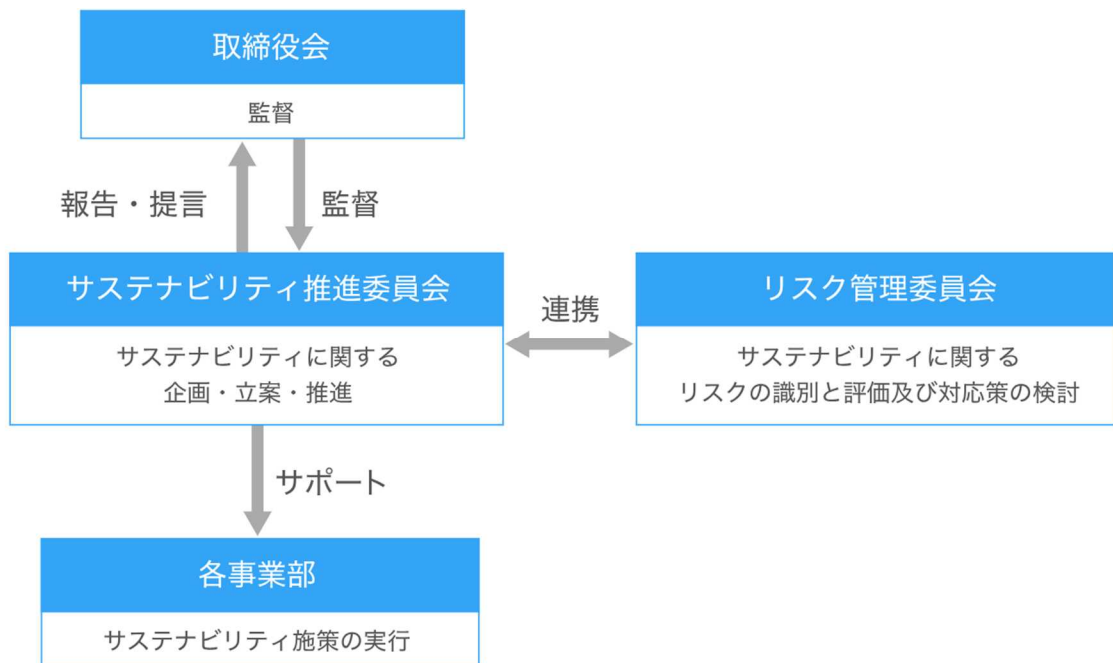 取締役会
監督
報告・提言
監督
サステナビリティ推進委員会
サステナビリティに関する
企画・立案・推進
連携
リスク管理委員会
サステナビリティに関する
リスクの識別と評価及び対応策の検討
サポート
各事業部
サステナビリティ施策の実行